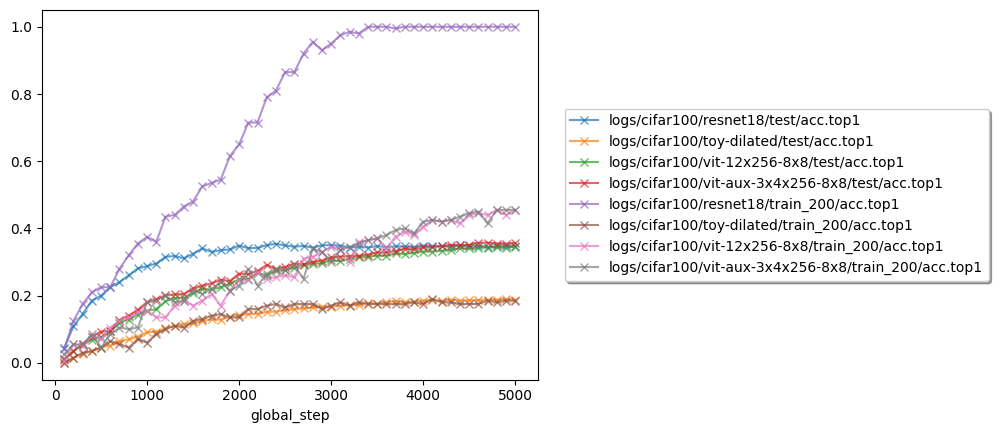 1.0
0.8
0.6
0.4
0.2
0.0
0 1000 2000 3000 4000 5000
global_step
logs/cifar100/resnet18/test/acc.top1
logs/cifar100/toy-dilated/test/acc.top1
logs/cifar100/vit-12x256-8x8/test/acc.top1
logs/cifar100/vit-aux-3x4x256-8x8/test/acc.top1
logs/cifar100/resnet18/train_200/acc.top1
logs/cifar100/toy-dilated/train_200/acc.top1
logs/cifar100/vit-12x256-8x8/train_200/acc.top1
logs/cifar100/vit-aux-3x4x256-8x8/train_200/acc.top1